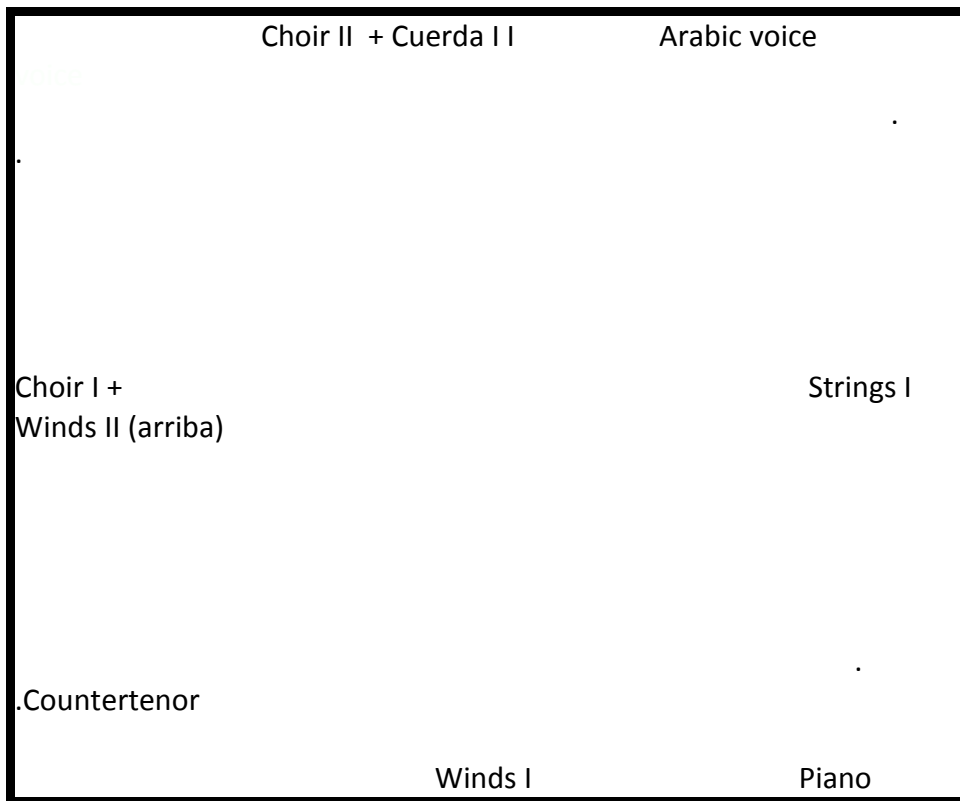 Choir II + Cuerda I I Arabic voice
.
.
Choir I + Strings I
Winds II (arriba)
.
.Countertenor
Winds I Piano